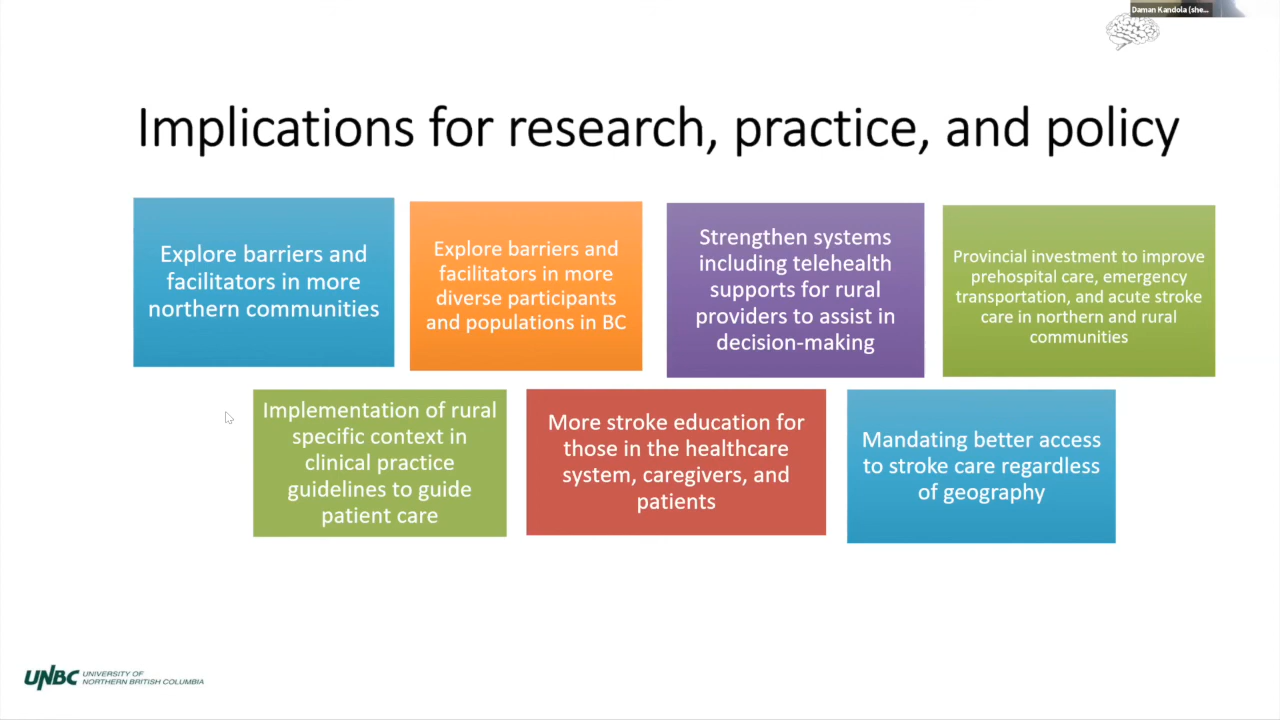 Daman Kandola (she...
Implications for research, practice, and policy
Explore barriers and
facilitators in more
northern communities
Explore barriers and
facilitators in more
diverse participants
and populations in BC
Strengthen systems
including telehealth
supports for rural
providers to assist in
decision-making
Provincial investment to improve
prehospital care, emergency
transportation, and acute stroke
care in northern and rural
communities
Implementation of rural
specific context in
clinical practice
guidelines to guide
patient care
More stroke education for
those in the healthcare
system, caregivers, and
patients
Mandating better access
to stroke care regardless
of geography
UNBC UNIVERSITY OF
NORTHERN BRITISH COLUMBIA